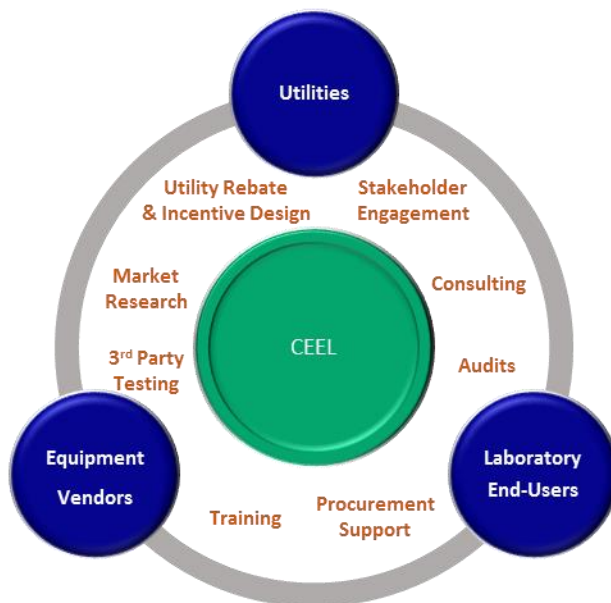 Utilities
Utility Rebate
& Incentive Design
Stakeholder
Engagement
Market
Research
Consulting
CEEL
3rd Party
Testing
Audits
Equipment
Vendors
Laboratory
End-Users
Training
Procurement
Support